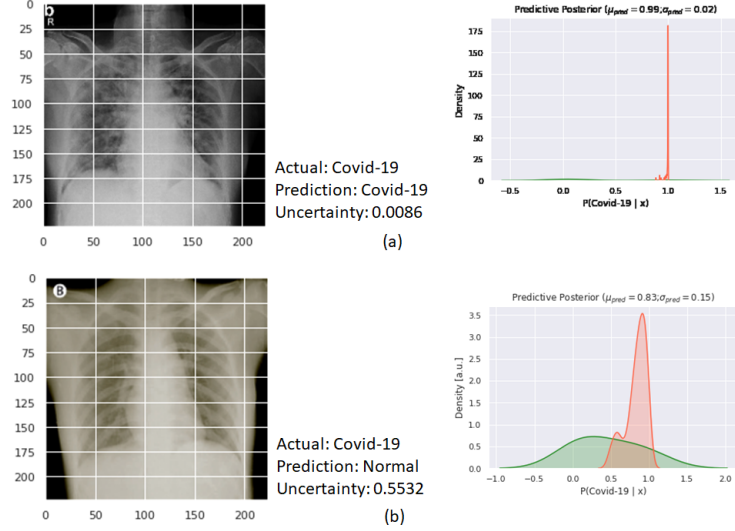 R
0
25
50
75
100
125
150
175
200
0 50 100 150 200
Actual: Covid-19
Prediction: Covid-19
Uncertainty: 0.0086
(a)
Predictive Posterior (μpred = 0.99;σpred = 0.02)
Density
175
150
125
100
75
50
25
0
−0.5 0.0 0.5 1.0 1.5
P(Covid-19 | x)
B
0
25
50
75
100
125
150
175
200
0 50 100 150 200
Actual: Covid-19
Prediction: Normal
Uncertainty: 0.5532
(b)
Predictive Posterior (μpred = 0.83;σpred = 0.15)
Density [a.u.]
3.5
3.0
2.5
2.0
1.5
1.0
0.5
0.0
−1.0 −0.5 0.0 0.5 1.0 1.5 2.0
P(Covid-19 | x)